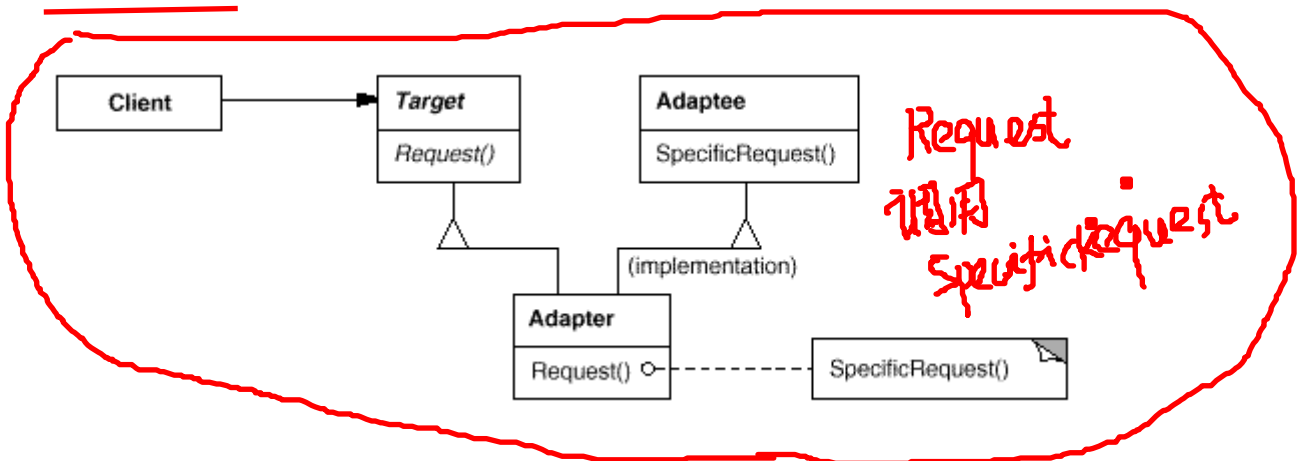 Client
Target
Request()
Adaptee
SpecificRequest()
Request
调用
SpecificRequest
(implementation)
Adapter
Request()
SpecificRequest()